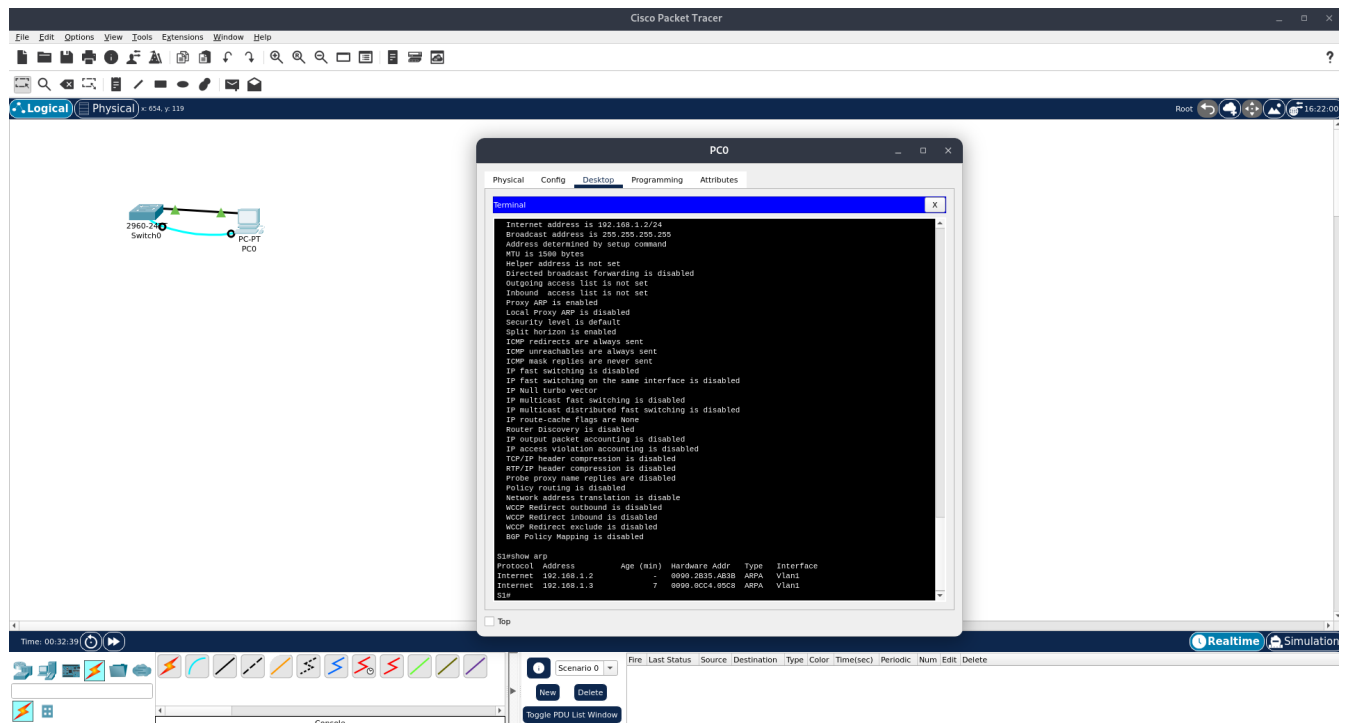 Cisco Packet Tracer
File Edit Options View Tools Extensions Window Help
?
Logical Physical x: 654, y: 119
Root 16:22:00
PC0
Physical Config Desktop Programming Attributes
Terminal X
Internet address is 192.168.1.2/24
Broadcast address is 255.255.255.255
Address determined by setup command
MTU is 1500 bytes
Helper address is not set
Directed broadcast forwarding is disabled
Outgoing access list is not set
Inbound access list is not set
Proxy ARP is enabled
Local Proxy ARP is disabled
Security level is default
Split horizon is enabled
ICMP redirects are always sent
ICMP unreachables are always sent
ICMP mask replies are never sent
IP fast switching is disabled
IP fast switching on the same interface is disabled
IP Null turbo vector
IP multicast fast switching is disabled
IP multicast distributed fast switching is disabled
IP route-cache flags are None
Router Discovery is disabled
IP output packet accounting is disabled
IP access violation accounting is disabled
TCP/IP header compression is disabled
RTP/IP header compression is disabled
Probe proxy name replies are disabled
Policy routing is disabled
Network address translation is disable
WCCP Redirect outbound is disabled
WCCP Redirect inbound is disabled
WCCP Redirect exclude is disabled
BGP Policy Mapping is disabled
S1#show arp
Protocol Address Age (min) Hardware Addr Type Interface
Internet 192.168.1.2 - 0090.2B35.AB3B ARPA Vlan1
Internet 192.168.1.3 7 0090.0CC4.05C8 ARPA Vlan1
S1#
Top
2960-24
Switch0
PC-PT
PC0
Time: 00:32:39
Realtime Simulation
Scenario 0
New Delete
Toggle PDU List Window
Fire Last Status Source Destination Type Color Time(sec) Periodic Num Edit Delete